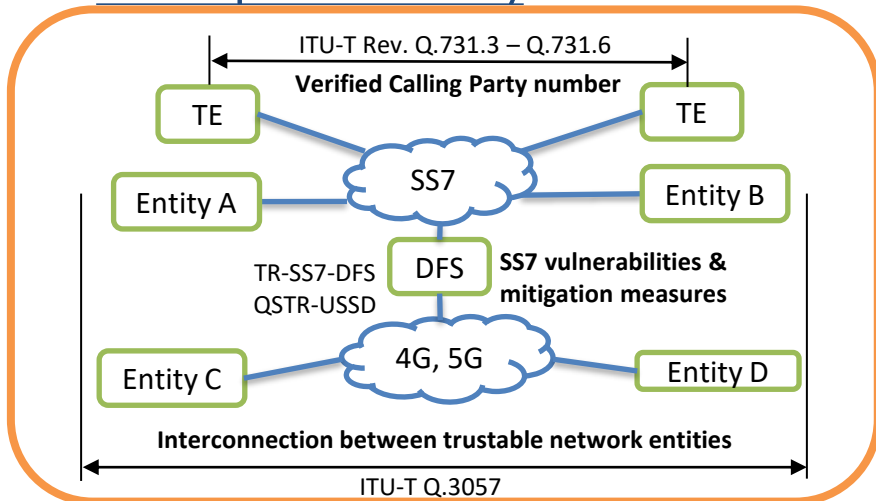 ITU-T Rev. Q.731.3 – Q.731.6
Verified Calling Party number
TE
TE
SS7
Entity A
Entity B
TR-SS7-DFS
QSTR-USSD
DFS
SS7 vulnerabilities &
mitigation measures
4G, 5G
Entity C
Entity D
Interconnection between trustable network entities
ITU-T Q.3057